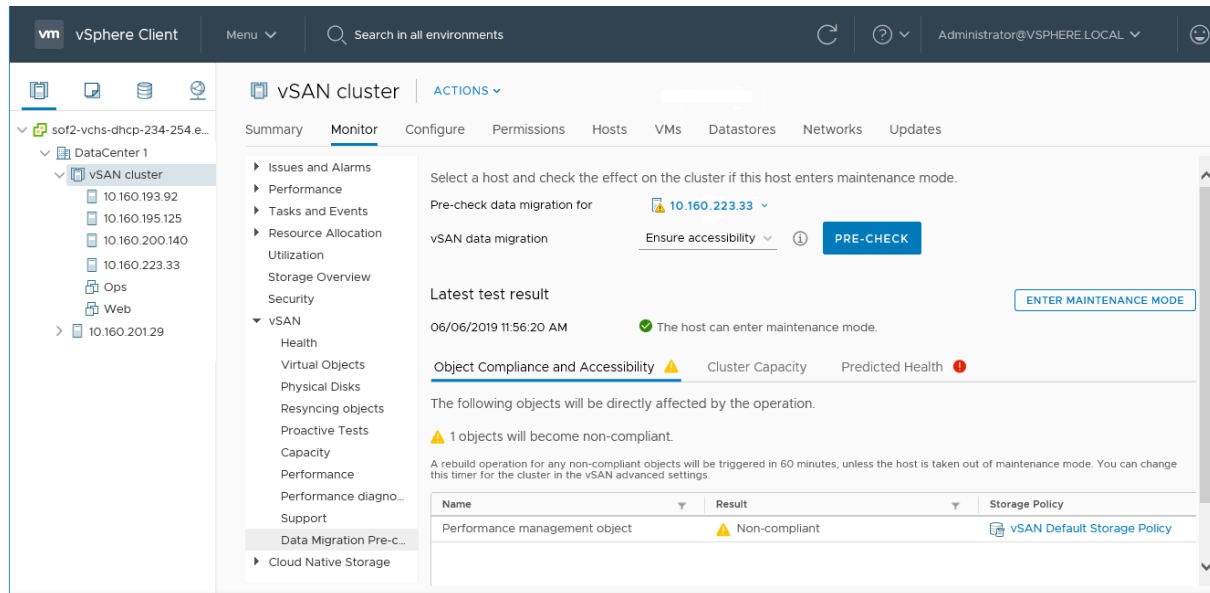 vm vSphere Client Menu Search in all environments Administrator@VSPHERE.LOCAL
sof2-vchs-dhcp-234-254.e...
DataCenter 1
vSAN cluster
10.160.193.92
10.160.195.125
10.160.200.140
10.160.223.33
Ops
Web
10.160.201.29
vSAN cluster ACTIONS
Summary Monitor Configure Permissions Hosts VMs Datastores Networks Updates
Issues and Alarms
Performance
Tasks and Events
Resource Allocation
Utilization
Storage Overview
Security
vSAN
Health
Virtual Objects
Physical Disks
Resyncing objects
Proactive Tests
Capacity
Performance
Performance diagno...
Support
Data Migration Pre-c...
Cloud Native Storage
Select a host and check the effect on the cluster if this host enters maintenance mode.
Pre-check data migration for 10.160.223.33
vSAN data migration Ensure accessibility PRE-CHECK
Latest test result
ENTER MAINTENANCE MODE
06/06/2019 11:56:20 AM The host can enter maintenance mode.
Object Compliance and Accessibility Cluster Capacity Predicted Health
The following objects will be directly affected by the operation.
1 objects will become non-compliant.
A rebuild operation for any non-compliant objects will be triggered in 60 minutes, unless the host is taken out of maintenance mode. You can change
this timer for the cluster in the vSAN advanced settings.
Name Result Storage Policy
Performance management object Non-compliant vSAN Default Storage Policy